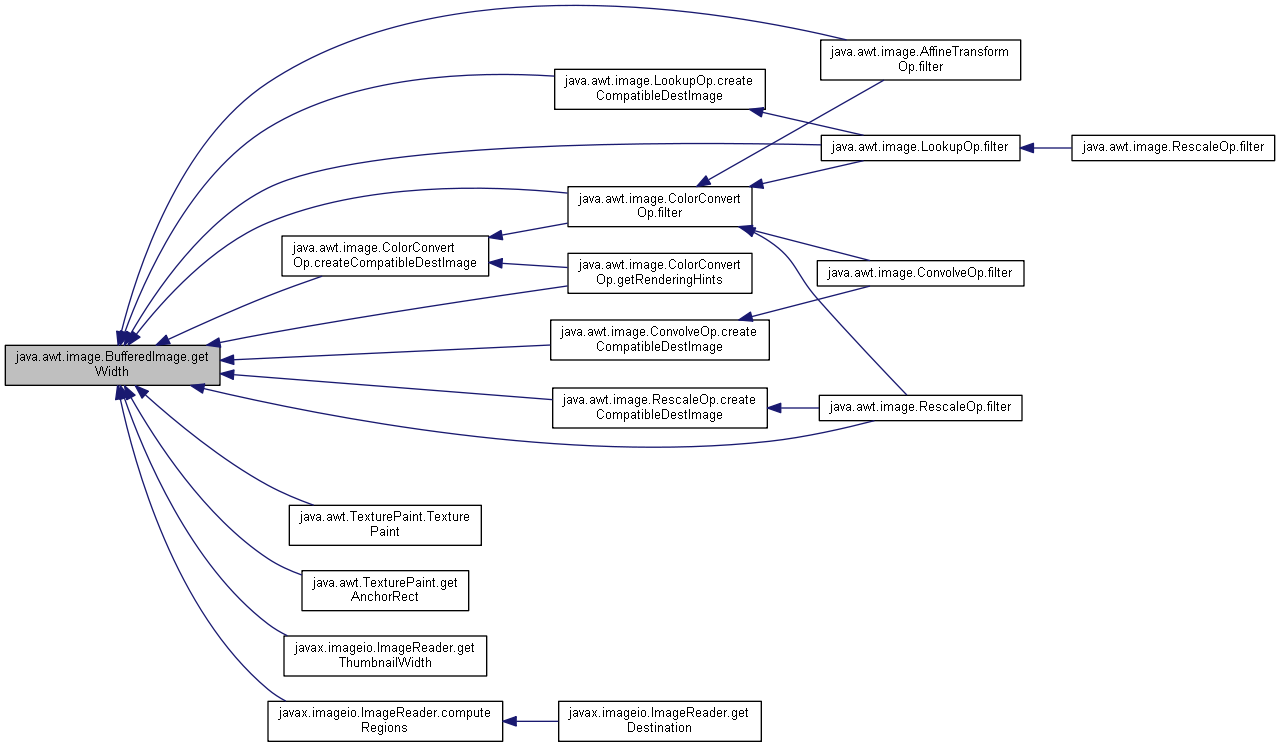 java.awt.image.AffineTransform
Op.filter
java.awt.image.LookupOp.create
CompatibleDestImage
java.awt.image.LookupOp.filter
java.awt.image.RescaleOp.filter
java.awt.image.ColorConvert
Op.filter
java.awt.image.ColorConvert
Op.createCompatibleDestImage
java.awt.image.ColorConvert
Op.getRenderingHints
java.awt.image.ConvolveOp.filter
java.awt.image.ConvolveOp.create
CompatibleDestImage
java.awt.image.BufferedImage.get
Width
java.awt.image.RescaleOp.create
CompatibleDestImage
java.awt.image.RescaleOp.filter
java.awt.TexturePaint.Texture
Paint
java.awt.TexturePaint.get
AnchorRect
javax.imageio.ImageReader.get
ThumbnailWidth
javax.imageio.ImageReader.compute
Regions
javax.imageio.ImageReader.get
Destination